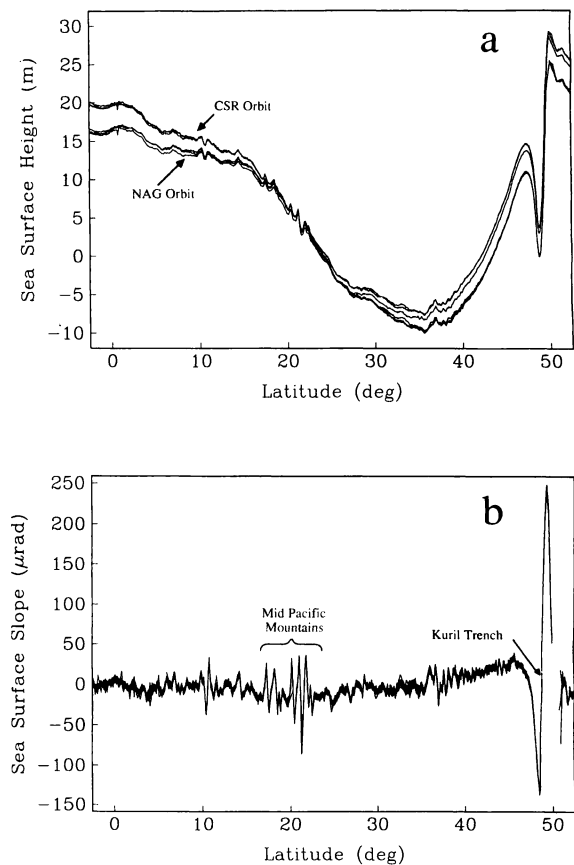 a
30
25
20
15
10
5
0
−5
−10
Sea Surface Height (m)
CSR Orbit
NAG Orbit
0 10 20 30 40 50
Latitude (deg)
b
250
200
150
100
50
0
−50
−100
−150
Sea Surface Slope (μrad)
Mid Pacific
Mountains
Kuril Trench
0 10 20 30 40 50
Latitude (deg)